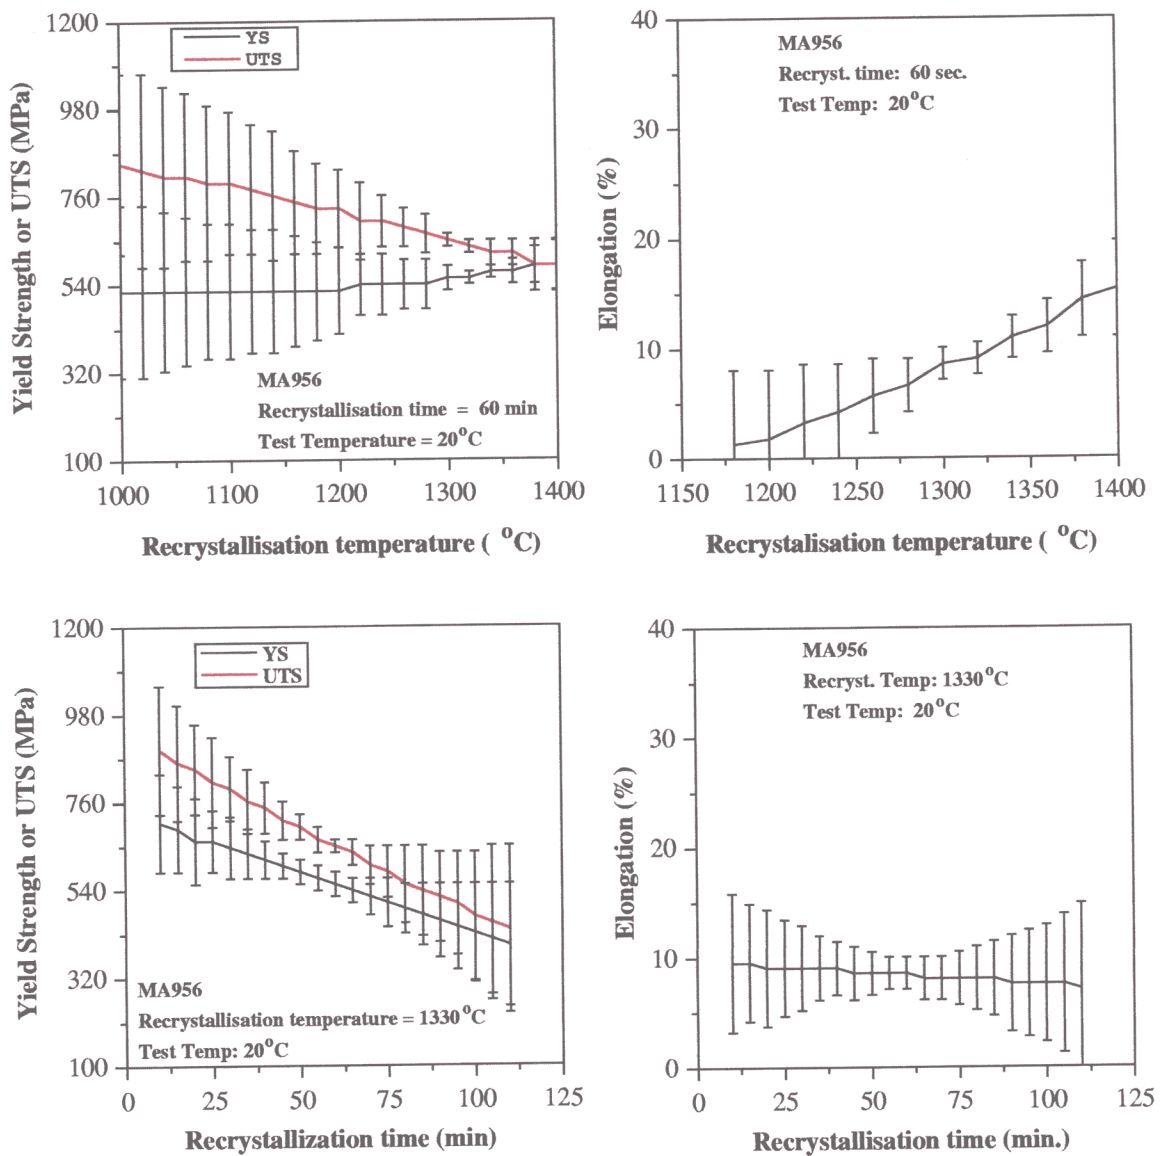 1200
980
760
540
320
100
Yield Strength or UTS (MPa)
YS
UTS
MA956
Recrystallisation time = 60 min
Test Temperature = 20°C
1000 1100 1200 1300 1400
Recrystallisation temperature ( °C)
40
30
20
10
0
Elongation (%)
MA956
Recryst. time: 60 sec.
Test Temp: 20°C
1150 1200 1250 1300 1350 1400
Recrystalisation temperature ( °C)
1200
980
760
540
320
100
Yield Strength or UTS (MPa)
YS
UTS
MA956
Recrystallisation temperature = 1330°C
Test Temp: 20°C
0 25 50 75 100 125
Recrystallization time (min)
40
30
20
10
0
Elongation (%)
MA956
Recryst. Temp: 1330°C
Test Temp: 20°C
0 25 50 75 100 125
Recrystallisation time (min.)